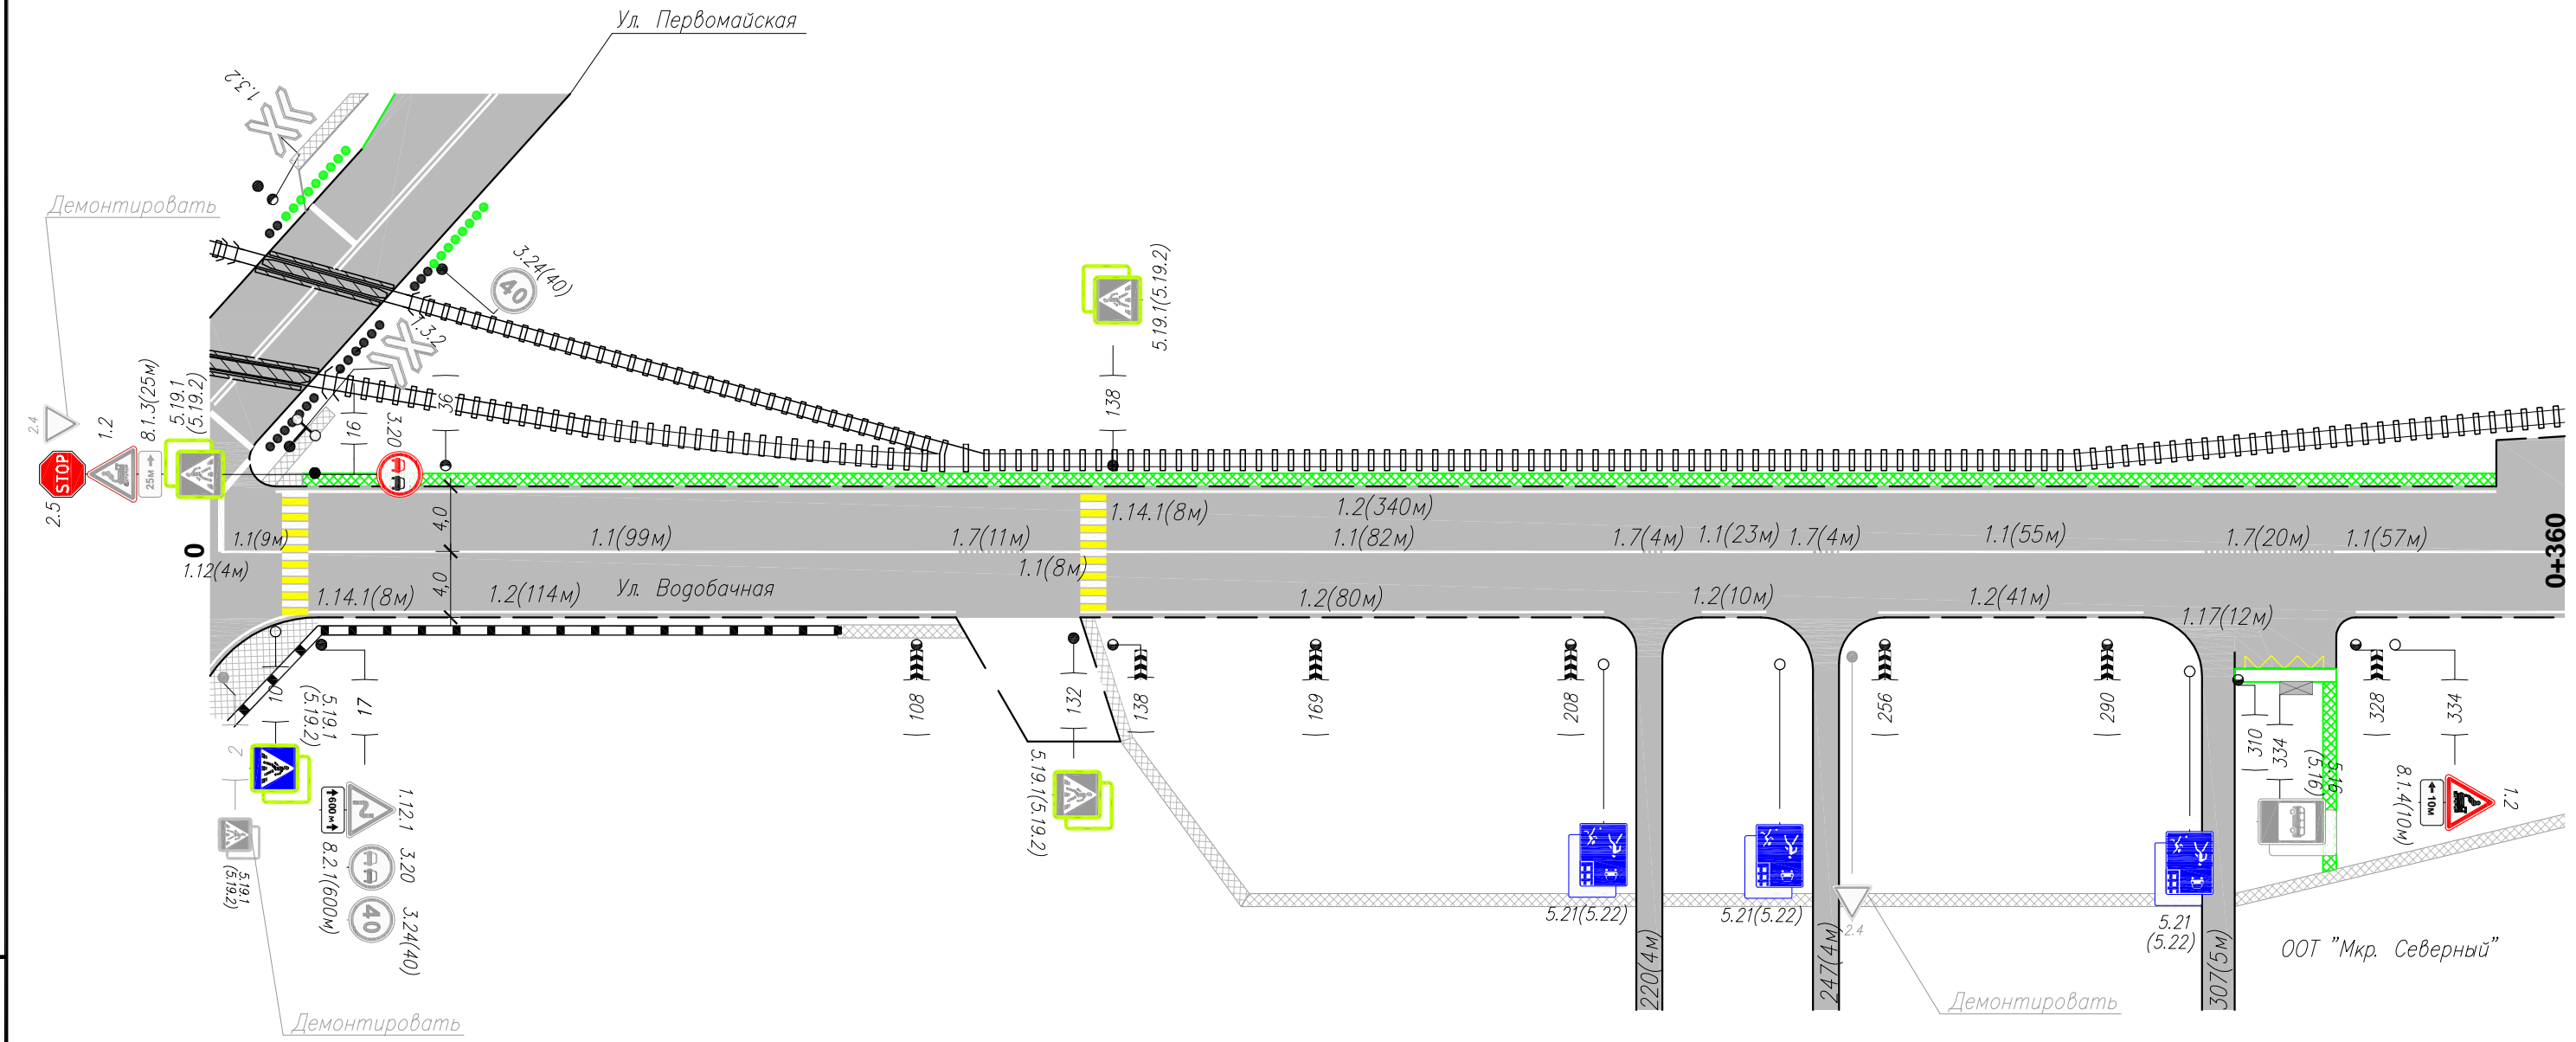 Ул. Первомайская
1.3.2
Демонтировать
3.24(40)
40
1.3.2
5.19.1(5.19.2)
138
36
16
3.20
2.4
1.2
8.1.3(25м)
25м
5.19.1
(5.19.2)
STOP
2.5
0
1.1(9м)
1.12(4м)
4,0
4,0
1.1(99м)
1.7(11м)
1.1(8м)
1.14.1(8м)
1.2(340м)
1.1(82м)
1.7(4м)
1.1(23м)
1.7(4м)
1.1(55м)
1.7(20м)
1.1(57м)
0+360
1.14.1(8м)
1.2(114м)
Ул. Водобачная
1.2(80м)
1.2(10м)
1.2(41м)
1.17(12м)
10
17
108
132
138
169
208
256
290
310
334
328
334
2
5.19.1
(5.19.2)
5.19.1
(5.19.2)
600м
1.12.1
8.2.1(600м)
3.20
40
3.24(40)
5.19.1(5.19.2)
5.21(5.22)
5.21(5.22)
2.4
5.21
(5.22)
5.16
(5.16)
8.1.4(10м)
10м
1.2
220(4м)
247(4м)
307(5м)
ООТ "Мкр. Северный"
Демонтировать
Демонтировать